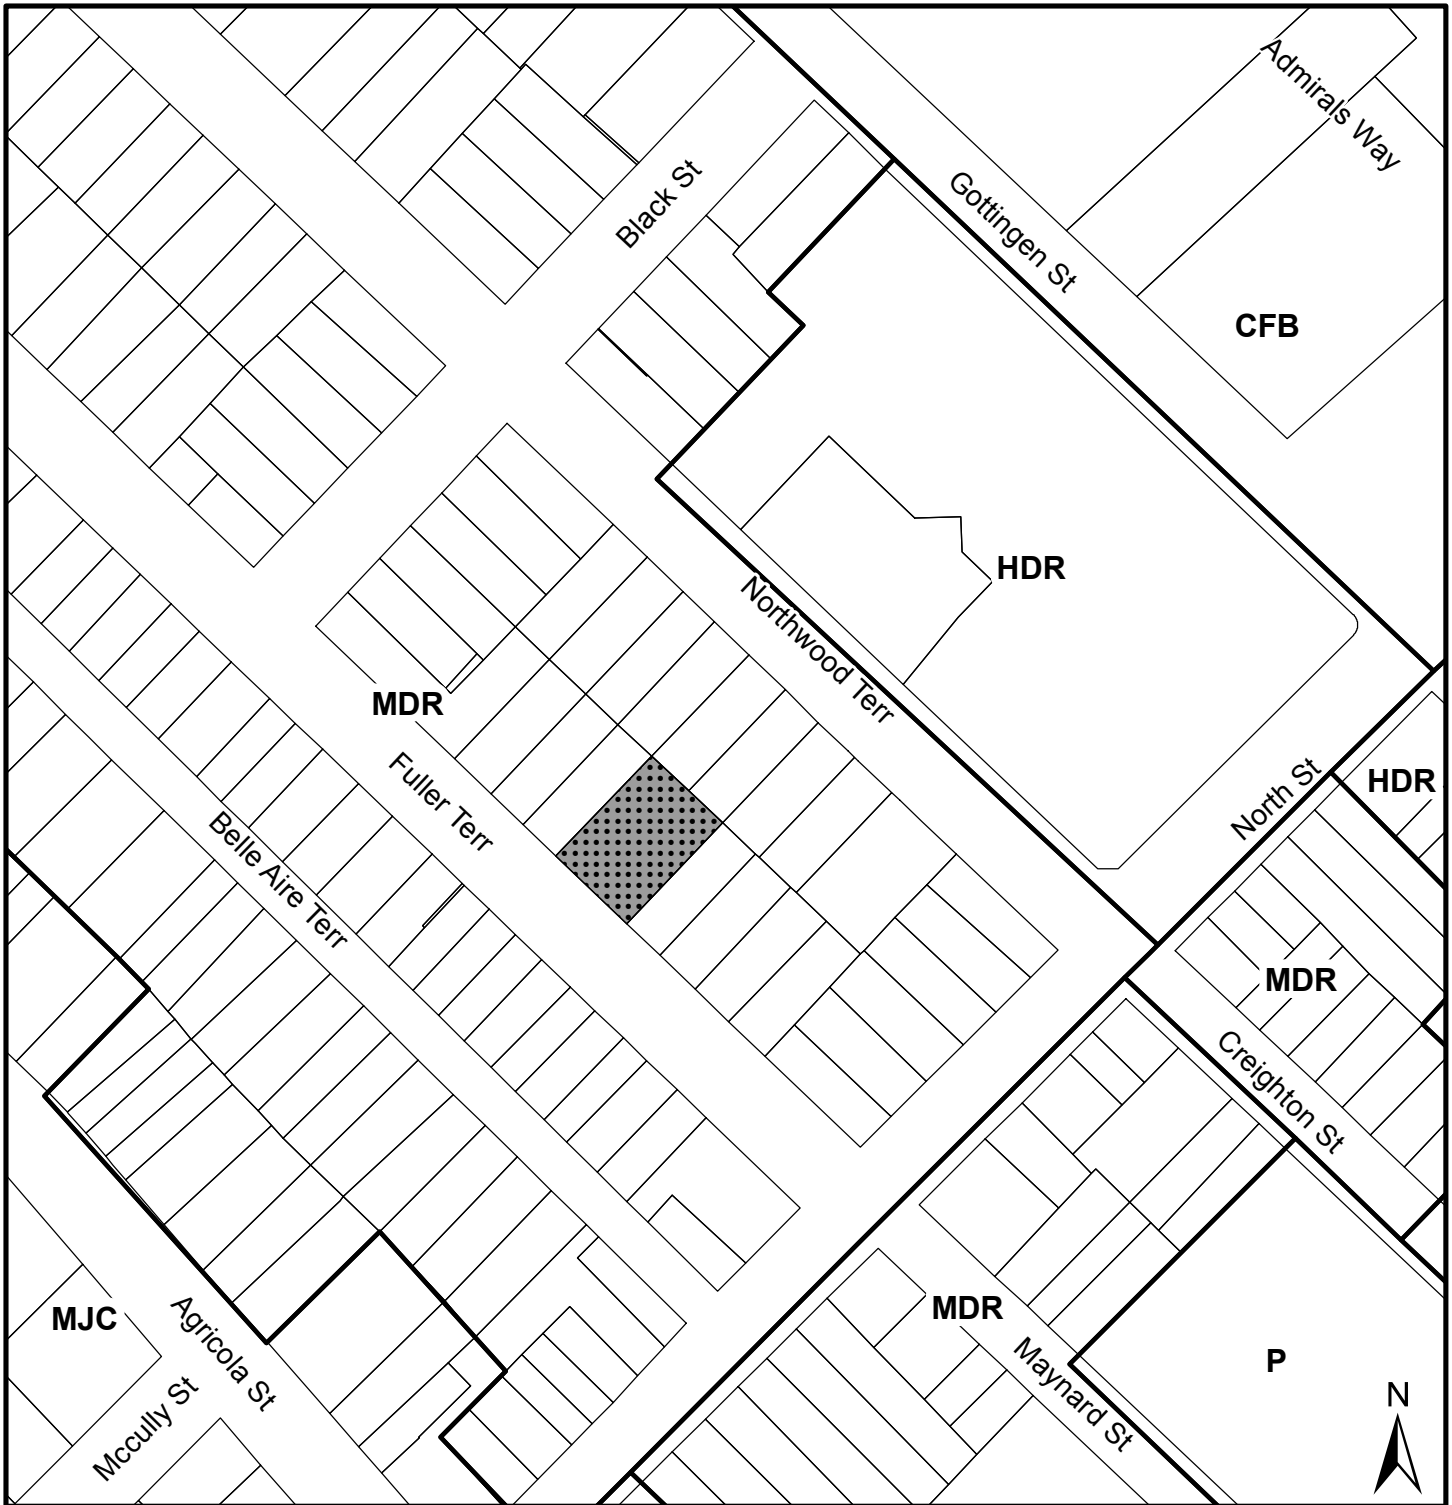 Admirals Way
Black St
Gottingen St
CFB
HDR
Northwood Terr
MDR
Fuller Terr
North St
HDR
Belle Aire Terr
MDR
Creighton St
MJC
Agricola St
MDR
Maynard St
P
Mccully St
N